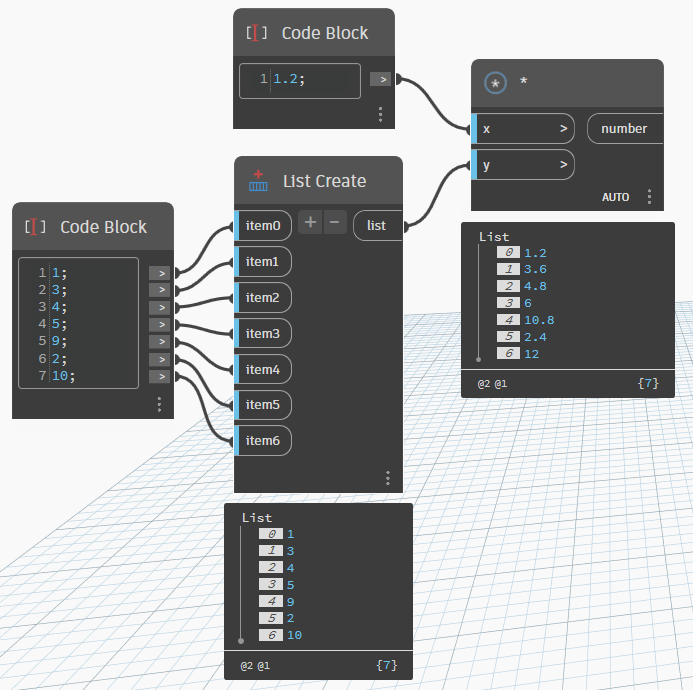 Code Block
1 1.2;
>
*
*
x >
number
y >
AUTO
List Create
item0
+ -
list
item1
item2
item3
item4
item5
item6
Code Block
1 1; >
2 3; >
3 4; >
4 5; >
5 9; >
6 2; >
7 10; >
List
0 1.2
1 3.6
2 4.8
3 6
4 10.8
5 2.4
6 12
@2 @1 {7}
List
0 1
1 3
2 4
3 5
4 9
5 2
6 10
@2 @1 {7}